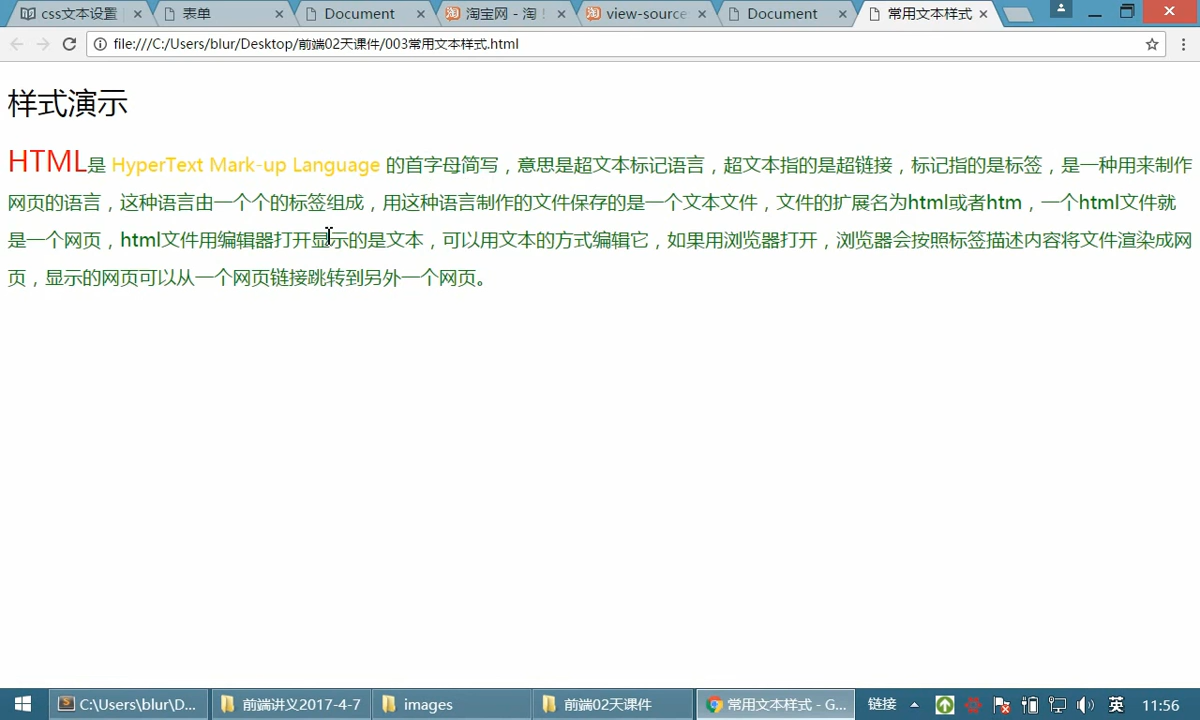 css文本设置
表单
Document
淘宝网 - 淘！
view-source
Document
常用文本样式
file:///C:/Users/blur/Desktop/前端02天课件/003常用文本样式.html
样式演示
HTML是 HyperText Mark-up Language 的首字母简写，意思是超文本标记语言，超文本指的是超链接，标记指的是标签，是一种用来制作
网页的语言，这种语言由一个个的标签组成，用这种语言制作的文件保存的是一个文本文件，文件的扩展名为html或者htm，一个html文件就
是一个网页，html文件用编辑器打开显示的是文本，可以用文本的方式编辑它，如果用浏览器打开，浏览器会按照标签描述内容将文件渲染成网
页，显示的网页可以从一个网页链接跳转到另外一个网页。
C:\Users\blur\D...
前端讲义2017-4-7
images
前端02天课件
常用文本样式 - G...
链接
英
11:56